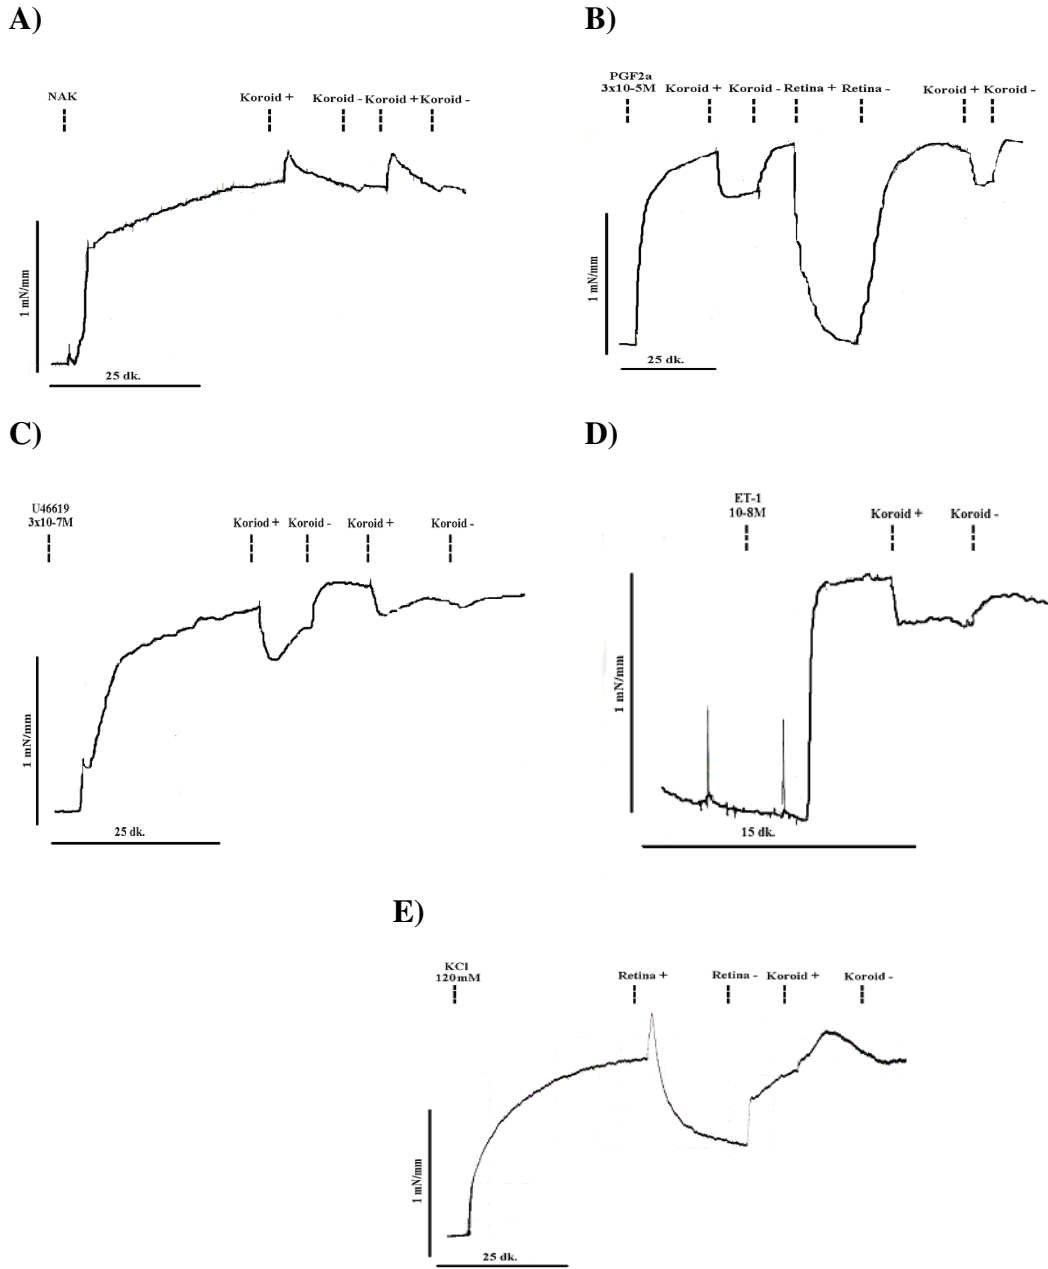 A)
NAK
Koroid +
Koroid -
Koroid +
Koroid -
1 mN/mm
25 dk.
B)
PGF2a
3x10-5M
Koroid +
Koroid -
Retina +
Retina -
Koroid +
Koroid -
1 mN/mm
25 dk.
C)
U46619
3x10-7M
Koriod +
Koroid -
Koroid +
Koroid -
1 mN/mm
25 dk.
D)
ET-1
10-8M
Koroid +
Koroid -
1 mN/mm
15 dk.
E)
KCl
120mM
Retina +
Retina -
Koroid +
Koroid -
1 mN/mm
25 dk.